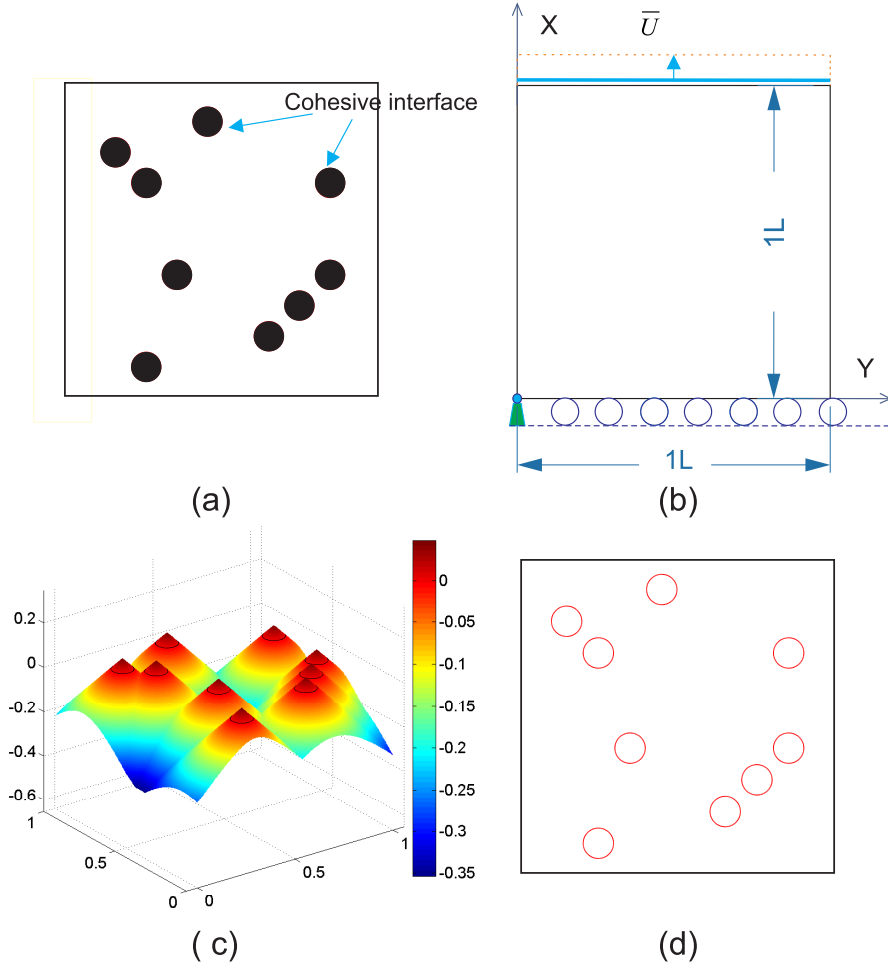 Cohesive interface
(a)
X
U̅
1L
Y
1L
(b)
0.2
0
-0.2
-0.4
-0.6
1
0.5
0
0
0.5
1
0
-0.05
-0.1
-0.15
-0.2
-0.25
-0.3
-0.35
( c)
(d)